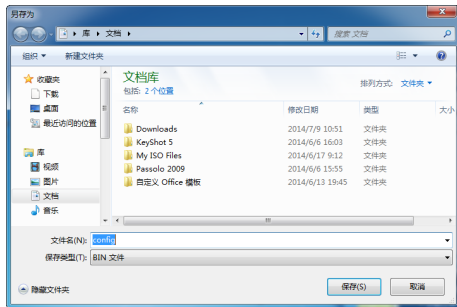 另存为
库 ▸ 文档 ▸
搜索 文档
组织 新建文件夹
收藏夹
下载
桌面
最近访问的位置
库
视频
图片
文档
音乐
文档库
包括: 2 个位置
排列方式: 文件夹
名称 修改日期 类型 大小
Downloads 2014/7/9 10:51 文件夹
KeyShot 5 2014/6/6 16:03 文件夹
My ISO Files 2014/6/17 9:12 文件夹
Passolo 2009 2014/6/6 15:55 文件夹
自定义 Office 模板 2014/6/13 19:45 文件夹
文件名(N): config
保存类型(T): BIN 文件
隐藏文件夹
保存(S) 取消